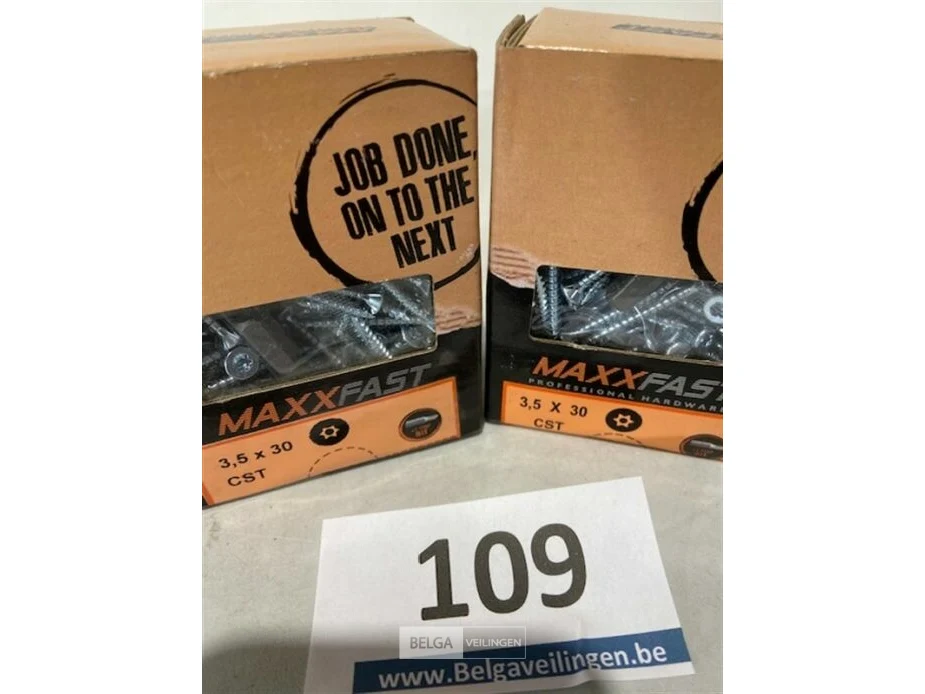 JOB DONE,
ON TO THE
NEXT
MAXXFAST
3,5 x 30
CST
MAXXFAST
PROFESSIONAL HARDWARE
3,5 X 30
CST
109
BELGA VEILINGEN
www.Belgaveilingen.be